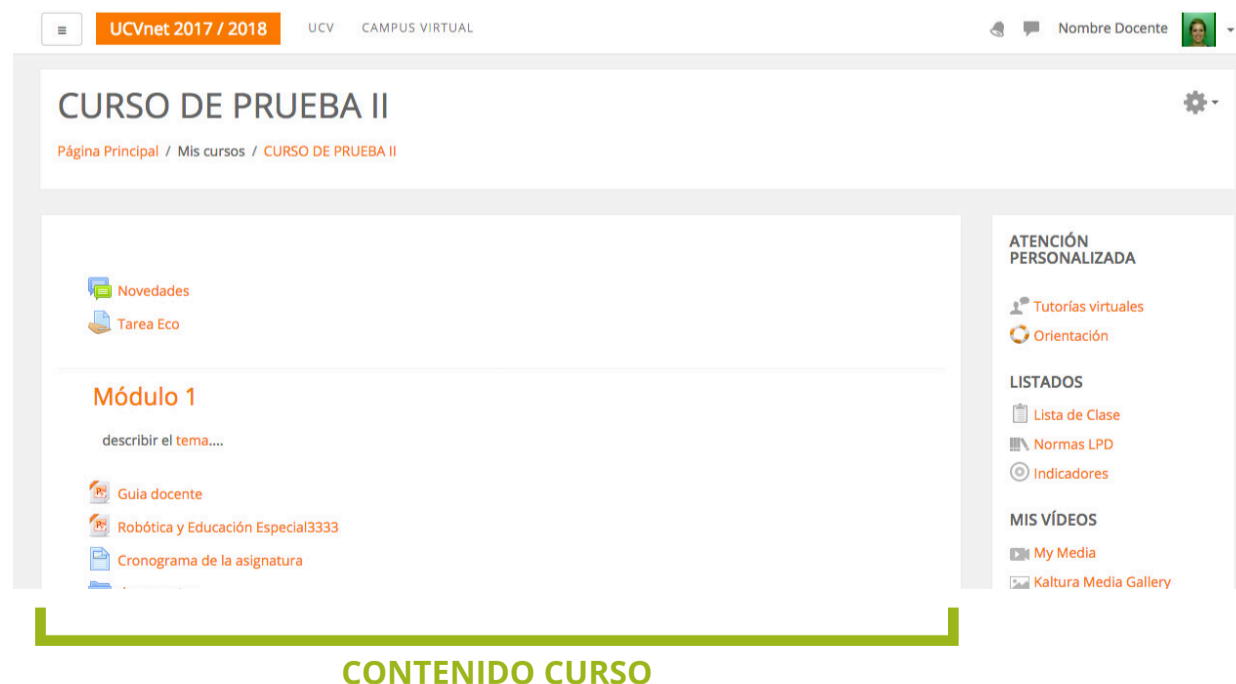 UCVnet 2017 / 2018 UCV CAMPUS VIRTUAL Nombre Docente
CURSO DE PRUEBA II
Página Principal / Mis cursos / CURSO DE PRUEBA II
Novedades
Tarea Eco
Módulo 1
describir el tema....
Guia docente
Robótica y Educación Especial3333
Cronograma de la asignatura
ATENCIÓN
PERSONALIZADA
Tutorías virtuales
Orientación
LISTADOS
Lista de Clase
Normas LPD
Indicadores
MIS VÍDEOS
My Media
Kaltura Media Gallery
CONTENIDO CURSO